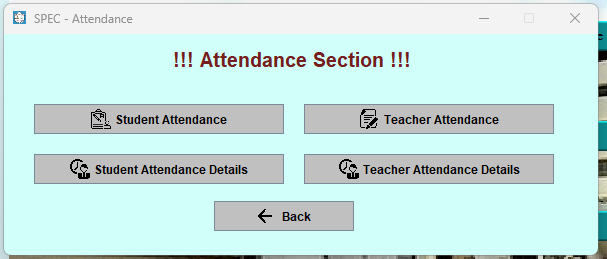 SPEC - Attendance
!!! Attendance Section !!!
Student Attendance
Teacher Attendance
Student Attendance Details
Teacher Attendance Details
Back